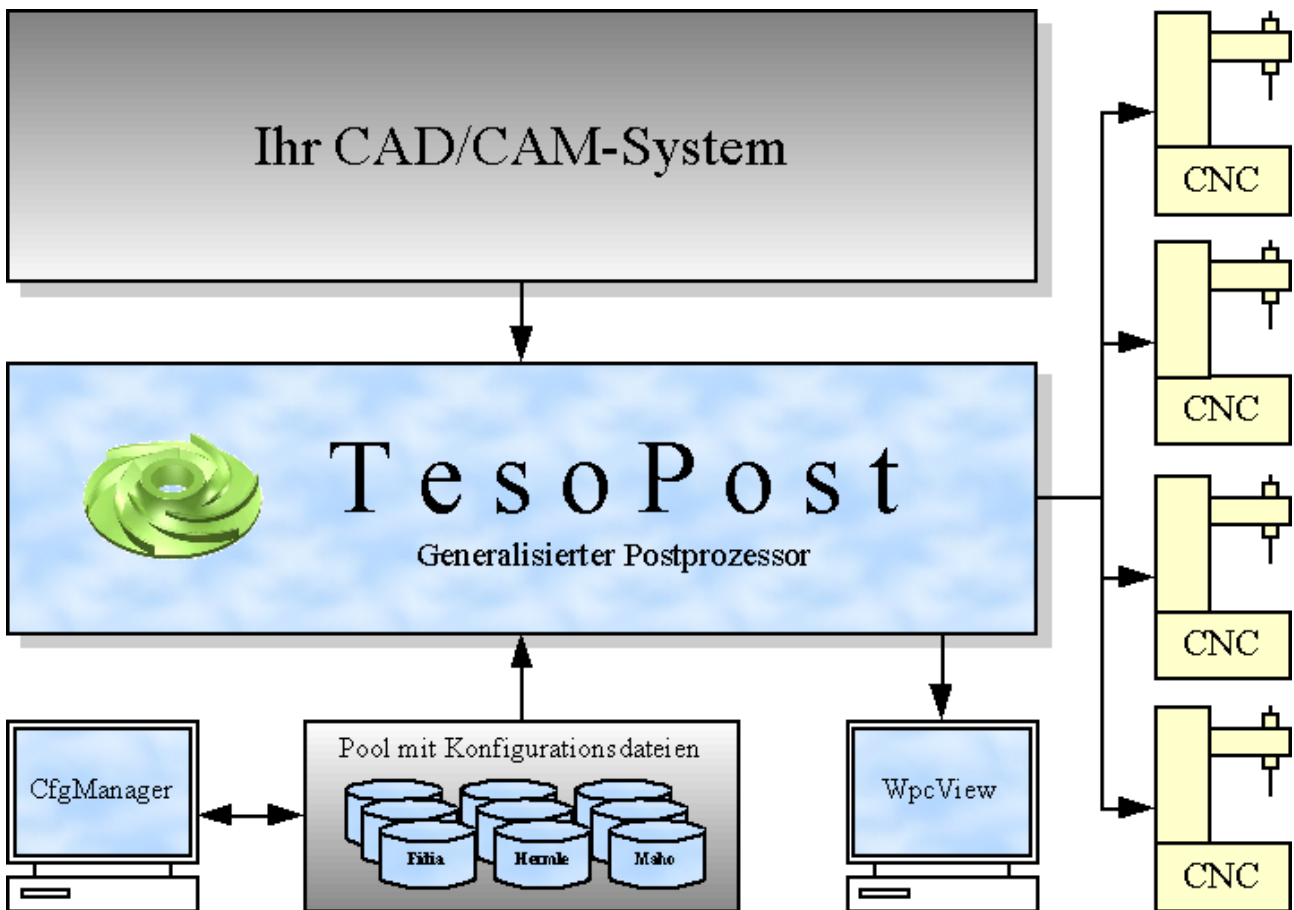 Ihr CAD/CAM-System
CNC
CNC
TesoPost
Generalisierter Postprozessor
CNC
Pool mit Konfigurationsdateien
CfgManager
WpcView
Fidia
Hermle
Maho
CNC